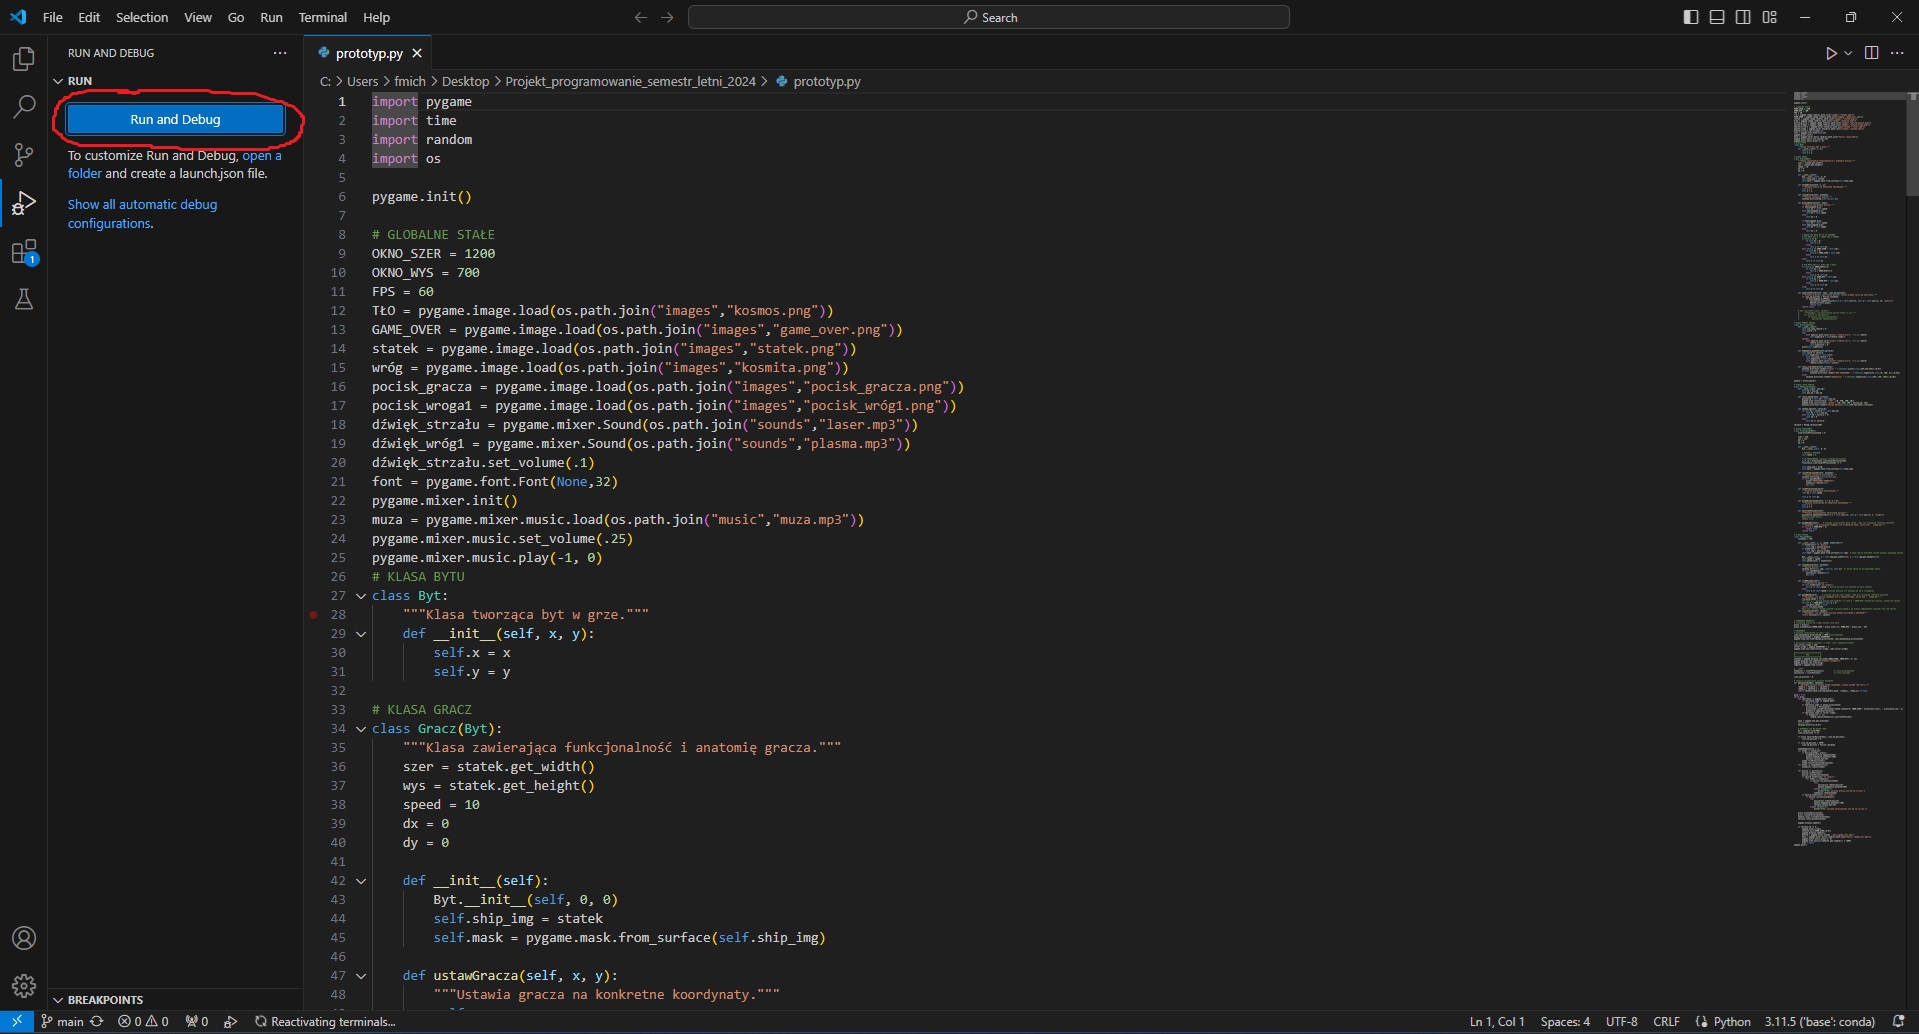 File Edit Selection View Go Run Terminal Help
Search
RUN AND DEBUG
RUN
Run and Debug
To customize Run and Debug, open a
folder and create a launch.json file.
Show all automatic debug
configurations.
BREAKPOINTS
prototyp.py
C: > Users > fmich > Desktop > Projekt_programowanie_semestr_letni_2024 > prototyp.py
1 import pygame
2 import time
3 import random
4 import os
5
6 pygame.init()
7
8 # GLOBALNE STAŁE
9 OKNO_SZER = 1200
10 OKNO_WYS = 700
11 FPS = 60
12 TŁO = pygame.image.load(os.path.join("images","kosmos.png"))
13 GAME_OVER = pygame.image.load(os.path.join("images","game_over.png"))
14 statek = pygame.image.load(os.path.join("images","statek.png"))
15 wróg = pygame.image.load(os.path.join("images","kosmita.png"))
16 pocisk_gracza = pygame.image.load(os.path.join("images","pocisk_gracza.png"))
17 pocisk_wroga1 = pygame.image.load(os.path.join("images","pocisk_wróg1.png"))
18 dźwięk_strzału = pygame.mixer.Sound(os.path.join("sounds","laser.mp3"))
19 dźwięk_wróg1 = pygame.mixer.Sound(os.path.join("sounds","plasma.mp3"))
20 dźwięk_strzału.set_volume(.1)
21 font = pygame.font.Font(None,32)
22 pygame.mixer.init()
23 muza = pygame.mixer.music.load(os.path.join("music","muza.mp3"))
24 pygame.mixer.music.set_volume(.25)
25 pygame.mixer.music.play(-1, 0)
26 # KLASA BYTU
27 class Byt:
28 """Klasa tworząca byt w grze."""
29 def __init__(self, x, y):
30 self.x = x
31 self.y = y
32
33 # KLASA GRACZ
34 class Gracz(Byt):
35 """Klasa zawierająca funkcjonalność i anatomię gracza."""
36 szer = statek.get_width()
37 wys = statek.get_height()
38 speed = 10
39 dx = 0
40 dy = 0
41
42 def __init__(self):
43 Byt.__init__(self, 0, 0)
44 self.ship_img = statek
45 self.mask = pygame.mask.from_surface(self.ship_img)
46
47 def ustawGracza(self, x, y):
48 """Ustawia gracza na konkretne koordynaty."""
1
main 0 0 0 Reactivating terminals...
Ln 1, Col 1 Spaces: 4 UTF-8 CRLF Python 3.11.5 ('base': conda)